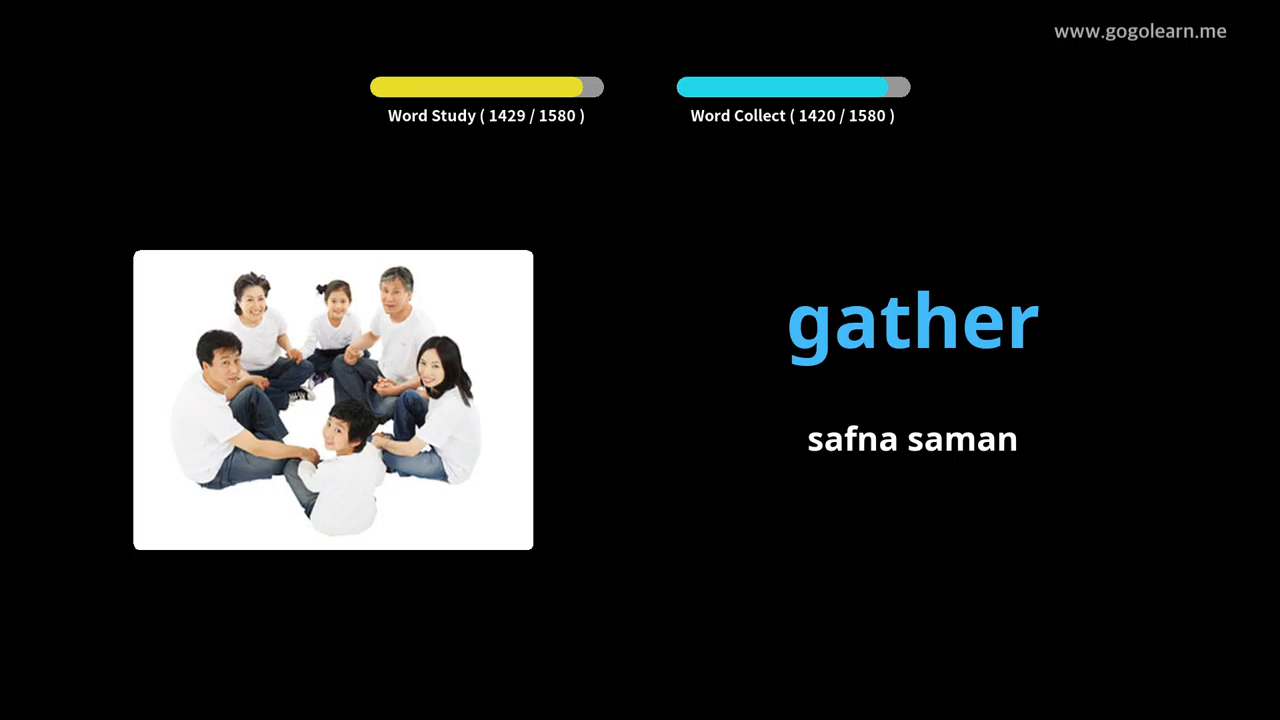 www.gogolearn.me
Word Study ( 1429 / 1580 )
Word Collect ( 1420 / 1580 )
gather
safna saman